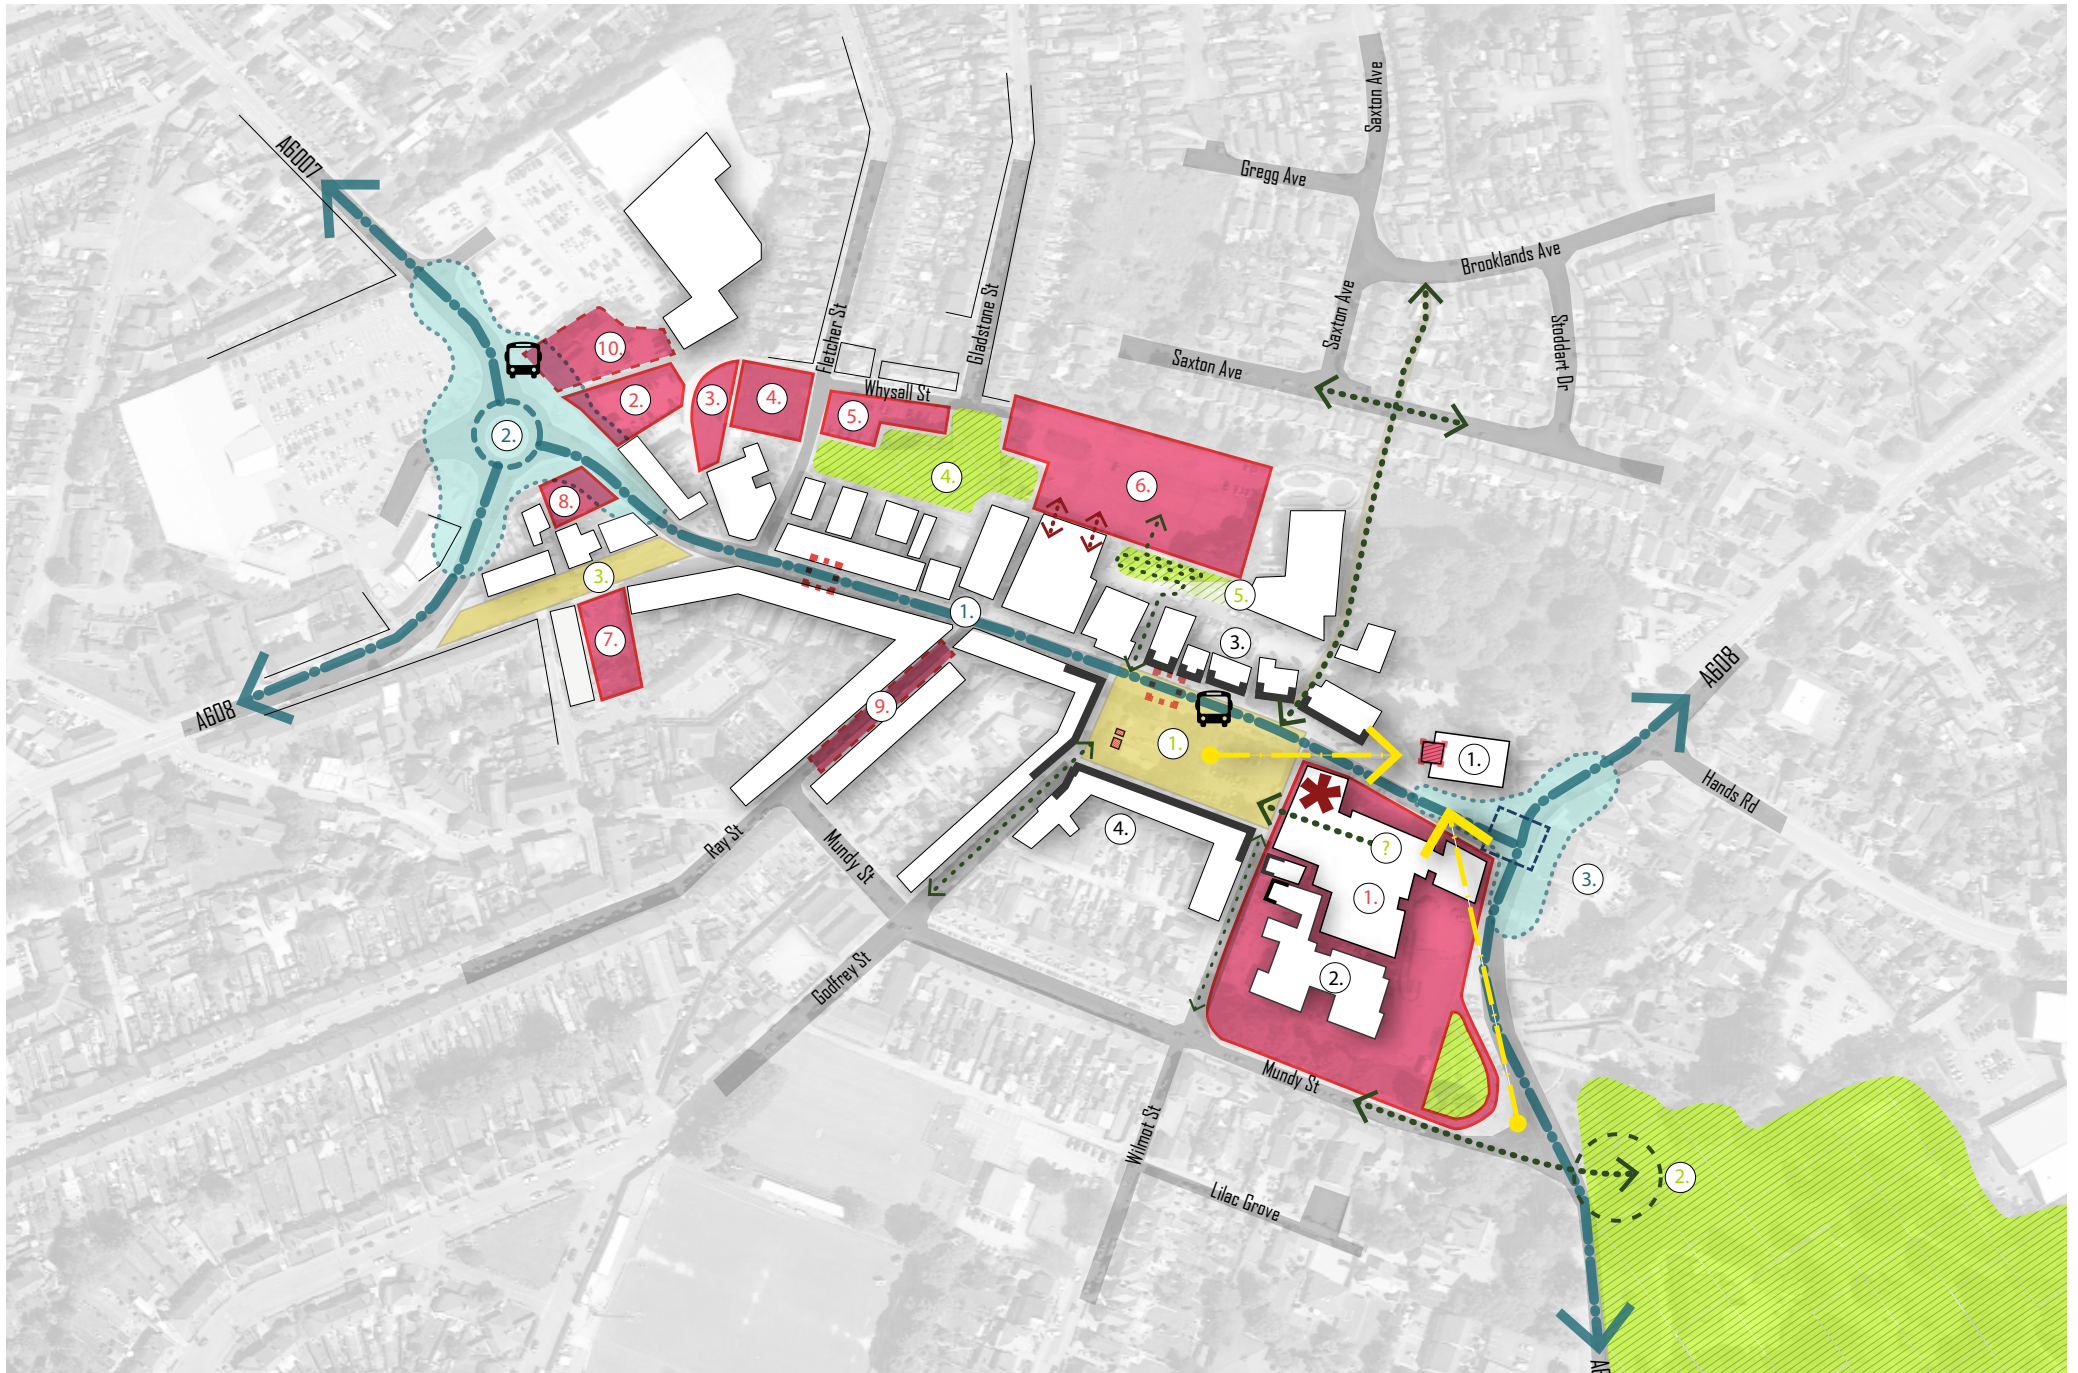 Saxton Ave
A6007
Gregg Ave
Brooklands Ave
Fletcher St
Gladstone St
Saxton Ave
Stoddart Dr
10.
Saxton Ave
2.
3.
4.
Whysall St
5.
2.
4.
6.
8.
3.
5.
1.
7.
3.
A608
A608
9.
1.
1.
Hands Rd
4.
Ray St
Mundy St
?
3.
1.
2.
Godfrey St
Mundy St
Wilmot St
2.
Lilac Grove